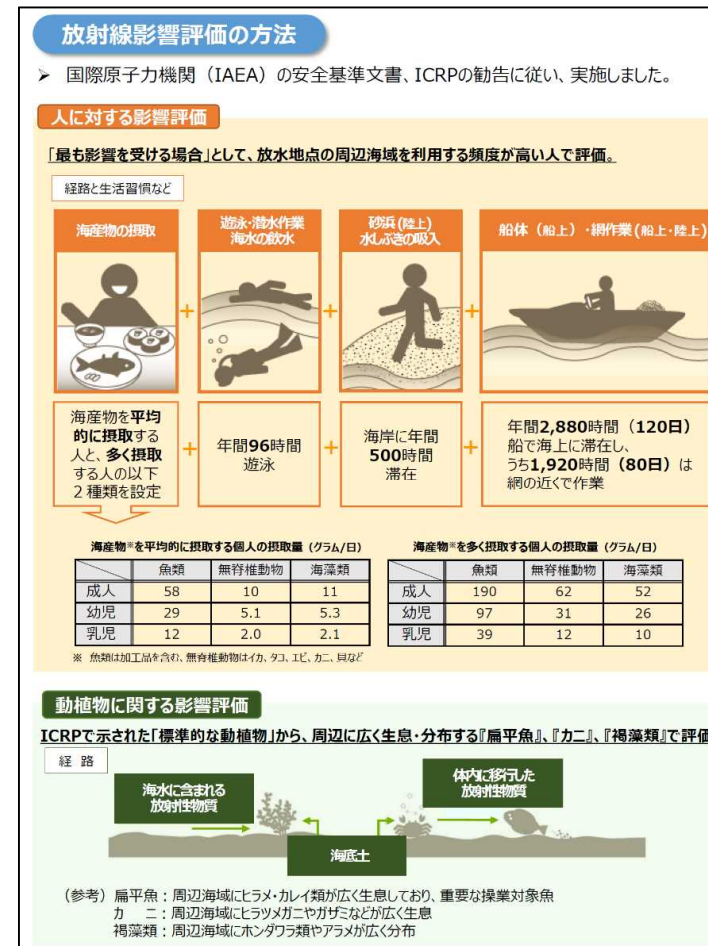 放射線影響評価の方法
➢ 国際原子力機関（IAEA）の安全基準文書、ICRPの勧告に従い、実施しました。
人に対する影響評価
「最も影響を受ける場合」として、放水地点の周辺海域を利用する頻度が高い人で評価。
経路と生活習慣など
海産物の摂取
遊泳・潜水作業
海水の飲水
砂浜(陸上)
水しぶきの吸入
船体（船上）・網作業(船上・陸上)
+
+
+
海産物を平均
的に摂取する
人と、多く摂取
する人の以下
２種類を設定
+
年間96時間
遊泳
+
海岸に年間
500時間
滞在
+
年間2,880時間（120日）
船で海上に滞在し、
うち1,920時間（80日）は
網の近くで作業
海産物※を平均的に摂取する個人の摂取量（グラム/日）
魚類 無脊椎動物 海藻類
成人 58 10 11
幼児 29 5.1 5.3
乳児 12 2.0 2.1
海産物※を多く摂取する個人の摂取量（グラム/日）
魚類 無脊椎動物 海藻類
成人 190 62 52
幼児 97 31 26
乳児 39 12 10
※ 魚類は加工品を含む、無脊椎動物はイカ、タコ、エビ、カニ、貝など
動植物に関する影響評価
ICRPで示された「標準的な動植物」から、周辺に広く生息・分布する『扁平魚』、『カニ』、『褐藻類』で評価
経 路
海水に含まれる
放射性物質
体内に移行した
放射性物質
海底土
（参考）扁平魚：周辺海域にヒラメ・カレイ類が広く生息しており、重要な操業対象魚
カ ニ：周辺海域にヒラツメガニやガザミなどが広く生息
褐藻類：周辺海域にホンダワラ類やアラメが広く分布